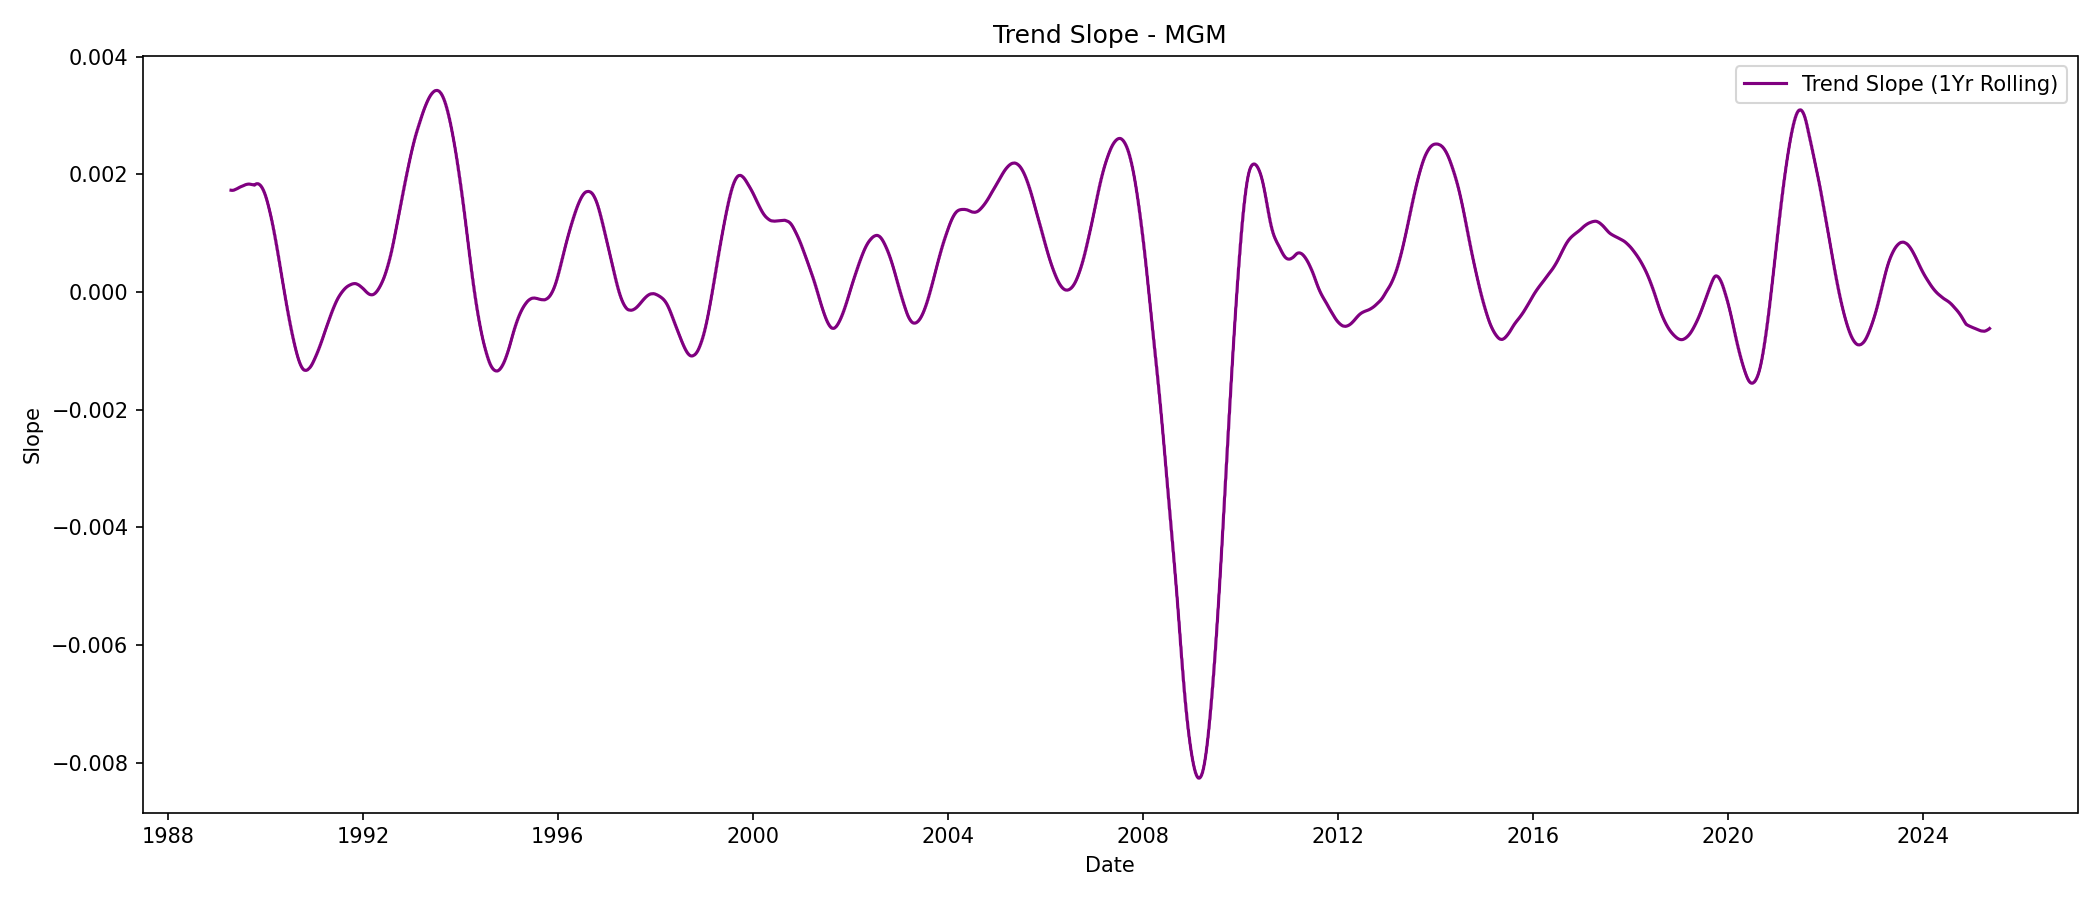 Trend Slope - MGM
Trend Slope (1Yr Rolling)
Slope
0.004
0.002
0.000
−0.002
−0.004
−0.006
−0.008
1988 1992 1996 2000 2004 2008 2012 2016 2020 2024
Date